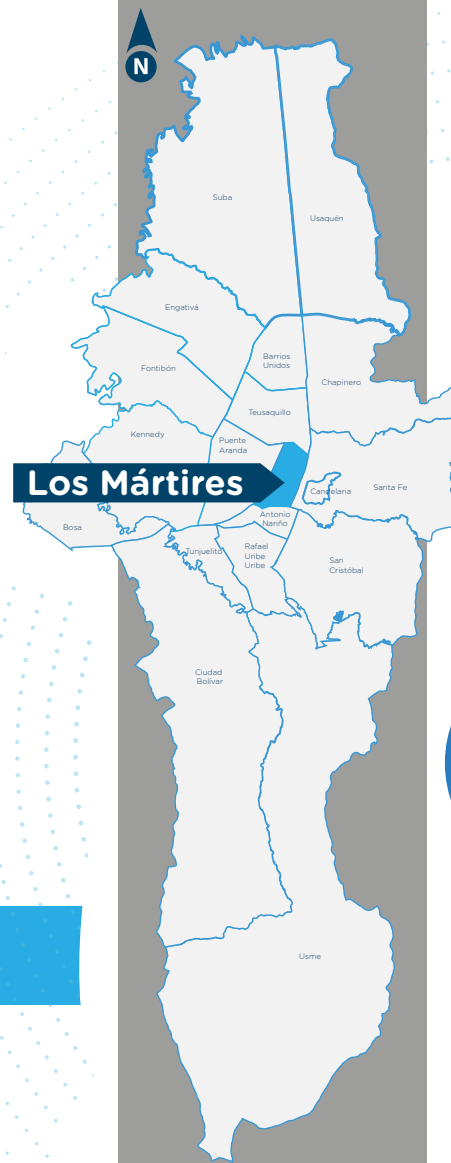 N
Suba
Usaquén
Engativá
Barrios
Unidos
Fontibón
Chapinero
Teusaquillo
Kennedy
Puente
Aranda
Los Mártires
Candelaria
Santa Fe
Antonio
Nariño
Bosa
Tunjuelito
Rafael
Uribe
Uribe
San
Cristóbal
Ciudad
Bolívar
Usme